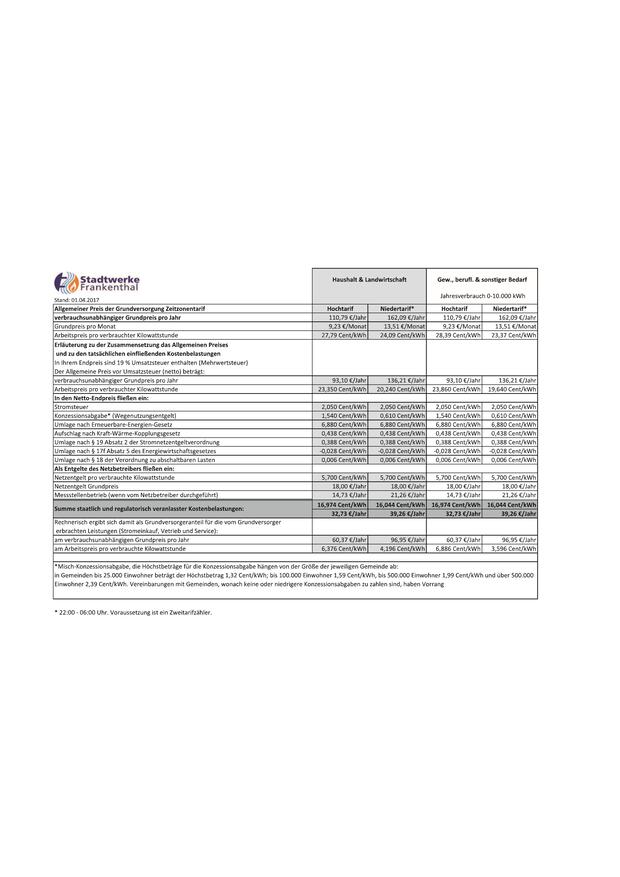 Stadtwerke
Frankenthal
Stand: 01.04.2017
Haushalt & Landwirtschaft Gew., berufl. & sonstiger Bedarf
Jahresverbrauch 0-10.000 kWh
Allgemeiner Preis der Grundversorgung Zeitzonentarif Hochtarif Niedertarif* Hochtarif Niedertarif*
verbrauchsunabhängiger Grundpreis pro Jahr 110,79 €/Jahr 162,09 €/Jahr 110,79 €/Jahr 162,09 €/Jahr
Grundpreis pro Monat 9,23 €/Monat 13,51 €/Monat 9,23 €/Monat 13,51 €/Monat
Arbeitspreis pro verbrauchter Kilowattstunde 27,79 Cent/kWh 24,09 Cent/kWh 28,39 Cent/kWh 23,37 Cent/kWh
Erläuterung zu der Zusammensetzung das Allgemeinen Preises
und zu den tatsächlichen einfließenden Kostenbelastungen
In ihrem Endpreis sind 19 % Umsatzsteuer enthalten (Mehrwertsteuer)
Der Allgemeine Preis vor Umsatzsteuer (netto) beträgt:
verbrauchsunabhängiger Grundpreis pro Jahr 93,10 €/Jahr 136,21 €/Jahr 93,10 €/Jahr 136,21 €/Jahr
Arbeitspreis pro verbrauchter Kilowattstunde 23,350 Cent/kWh 20,240 Cent/kWh 23,860 Cent/kWh 19,640 Cent/kWh
In den Netto-Endpreis fließen ein:
Stromsteuer 2,050 Cent/kWh 2,050 Cent/kWh 2,050 Cent/kWh 2,050 Cent/kWh
Konzessionsabgabe* (Wegenutzungsentgelt) 1,540 Cent/kWh 0,610 Cent/kWh 1,540 Cent/kWh 0,610 Cent/kWh
Umlage nach Erneuerbare-Energien-Gesetz 6,880 Cent/kWh 6,880 Cent/kWh 6,880 Cent/kWh 6,880 Cent/kWh
Aufschlag nach Kraft-Wärme-Kopplungsgesetz 0,438 Cent/kWh 0,438 Cent/kWh 0,438 Cent/kWh 0,438 Cent/kWh
Umlage nach § 19 Absatz 2 der Stromnetzentgeltverordnung 0,388 Cent/kWh 0,388 Cent/kWh 0,388 Cent/kWh 0,388 Cent/kWh
Umlage nach § 17f Absatz 5 des Energiewirtschaftsgesetzes -0,028 Cent/kWh -0,028 Cent/kWh -0,028 Cent/kWh -0,028 Cent/kWh
Umlage nach § 18 der Verordnung zu abschaltbaren Lasten 0,006 Cent/kWh 0,006 Cent/kWh 0,006 Cent/kWh 0,006 Cent/kWh
Als Entgelte des Netzbetreibers fließen ein:
Netzentgelt pro verbrauchte Kilowattstunde 5,700 Cent/kWh 5,700 Cent/kWh 5,700 Cent/kWh 5,700 Cent/kWh
Netzentgelt Grundpreis 18,00 €/Jahr 18,00 €/Jahr 18,00 €/Jahr 18,00 €/Jahr
Messstellenbetrieb (wenn vom Netzbetreiber durchgeführt) 14,73 €/Jahr 21,26 €/Jahr 14,73 €/Jahr 21,26 €/Jahr
Summe staatlich und regulatorisch veranlasster Kostenbelastungen: 16,974 Cent/kWh 16,044 Cent/kWh 16,974 Cent/kWh 16,044 Cent/kWh
32,73 €/Jahr 39,26 €/Jahr 32,73 €/Jahr 39,26 €/Jahr
Rechnerisch ergibt sich damit als Grundversorgeranteil für die vom Grundversorger
erbrachten Leistungen (Stromeinkauf, Vetrieb und Service):
am verbrauchsunabhängigen Grundpreis pro Jahr 60,37 €/Jahr 96,95 €/Jahr 60,37 €/Jahr 96,95 €/Jahr
am Arbeitspreis pro verbrauchte Kilowattstunde 6,376 Cent/kWh 4,196 Cent/kWh 6,886 Cent/kWh 3,596 Cent/kWh
*Misch-Konzessionsabgabe, die Höchstbeträge für die Konzessionsabgabe hängen von der Größe der jeweiligen Gemeinde ab:
in Gemeinden bis 25.000 Einwohner beträgt der Höchstbetrag 1,32 Cent/kWh; bis 100.000 Einwohner 1,59 Cent/kWh, bis 500.000 Einwohner 1,99 Cent/kWh und über 500.000
Einwohner 2,39 Cent/kWh. Vereinbarungen mit Gemeinden, wonach keine oder niedrigere Konzessionsabgaben zu zahlen sind, haben Vorrang
* 22:00 - 06:00 Uhr. Voraussetzung ist ein Zweitarifzähler.